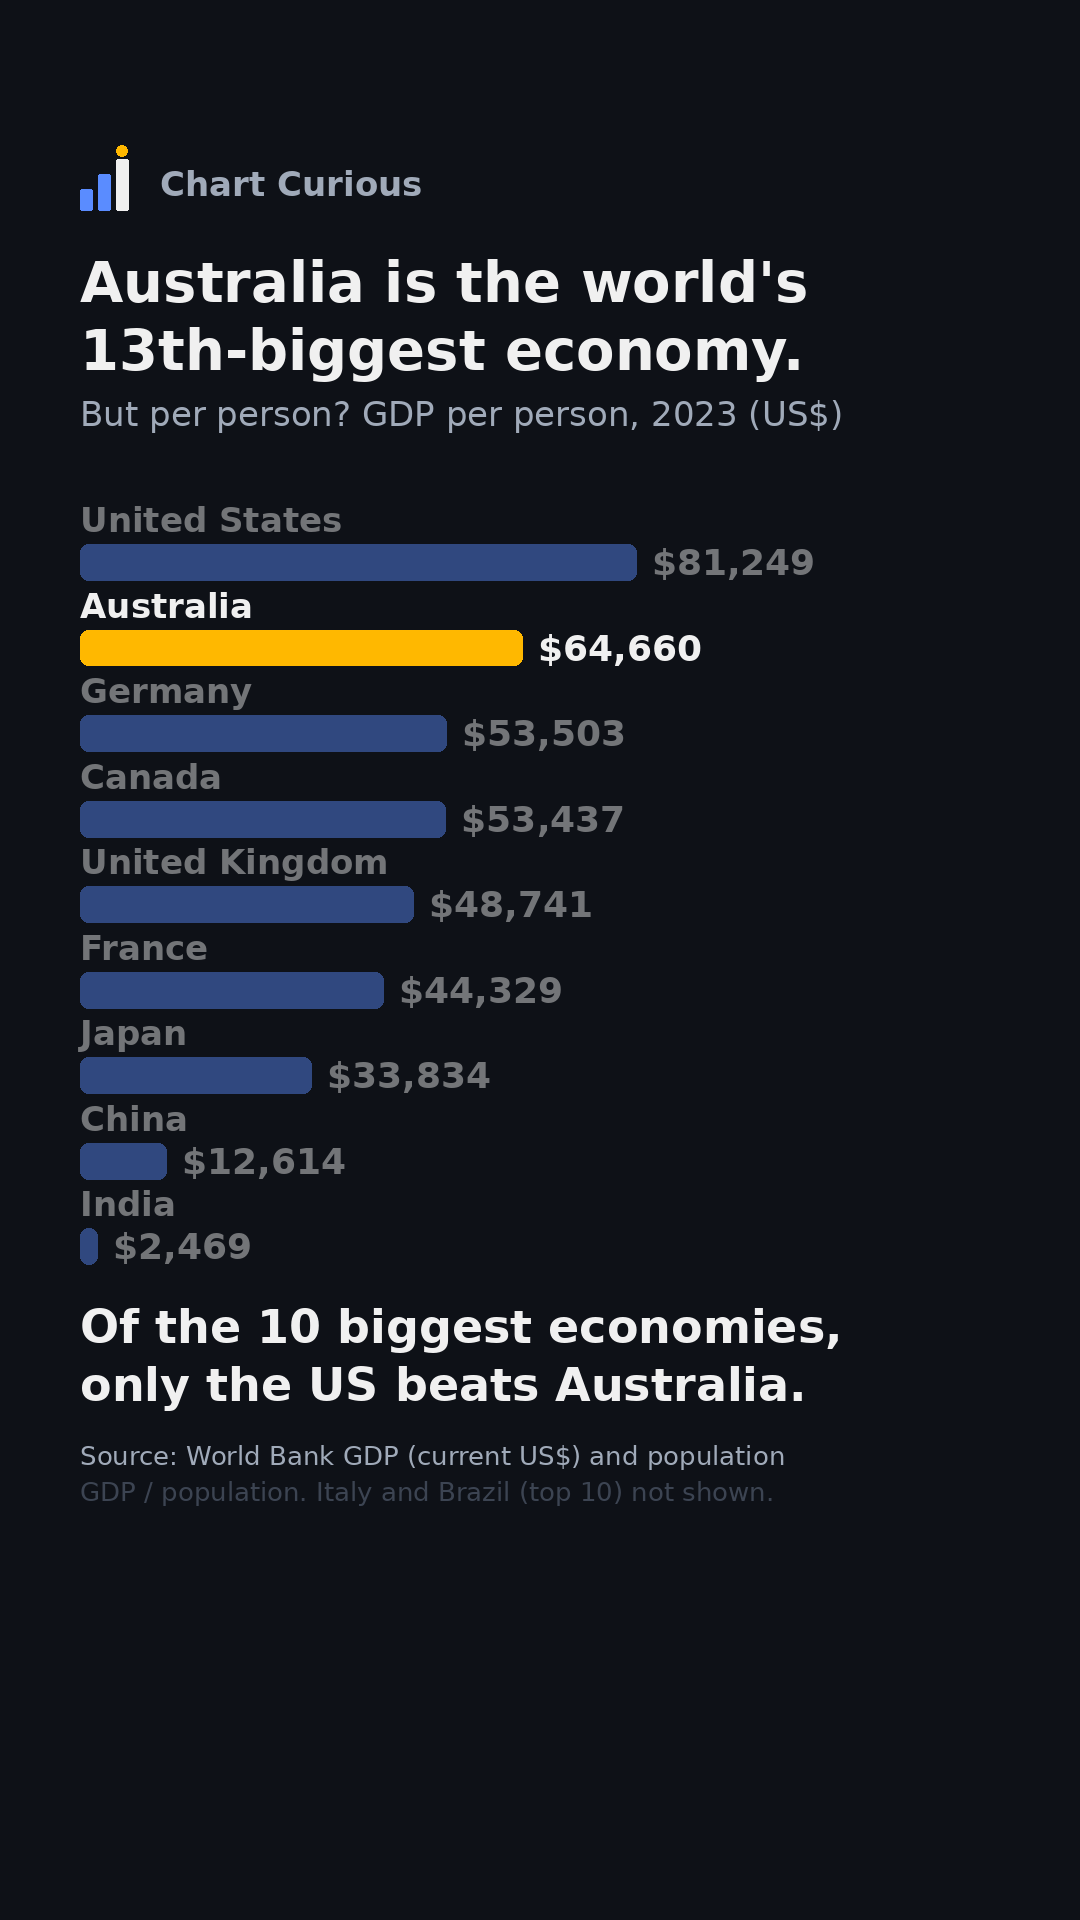 Chart Curious
Australia is the world's
13th-biggest economy.
But per person? GDP per person, 2023 (US$)
United States
$81,249
Australia
$64,660
Germany
$53,503
Canada
$53,437
United Kingdom
$48,741
France
$44,329
Japan
$33,834
China
$12,614
India
$2,469
Of the 10 biggest economies,
only the US beats Australia.
Source: World Bank GDP (current US$) and population
GDP / population. Italy and Brazil (top 10) not shown.